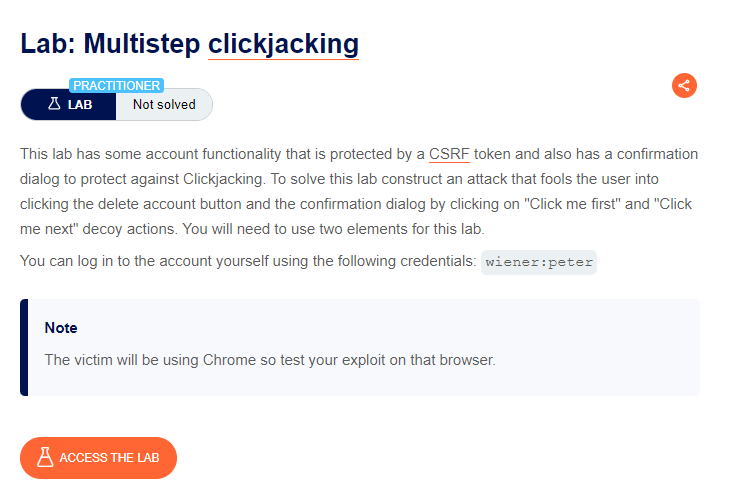 Lab: Multistep clickjacking
PRACTITIONER
LAB Not solved
This lab has some account functionality that is protected by a CSRF token and also has a confirmation
dialog to protect against Clickjacking. To solve this lab construct an attack that fools the user into
clicking the delete account button and the confirmation dialog by clicking on "Click me first" and "Click
me next" decoy actions. You will need to use two elements for this lab.
You can log in to the account yourself using the following credentials: wiener:peter
Note
The victim will be using Chrome so test your exploit on that browser.
ACCESS THE LAB